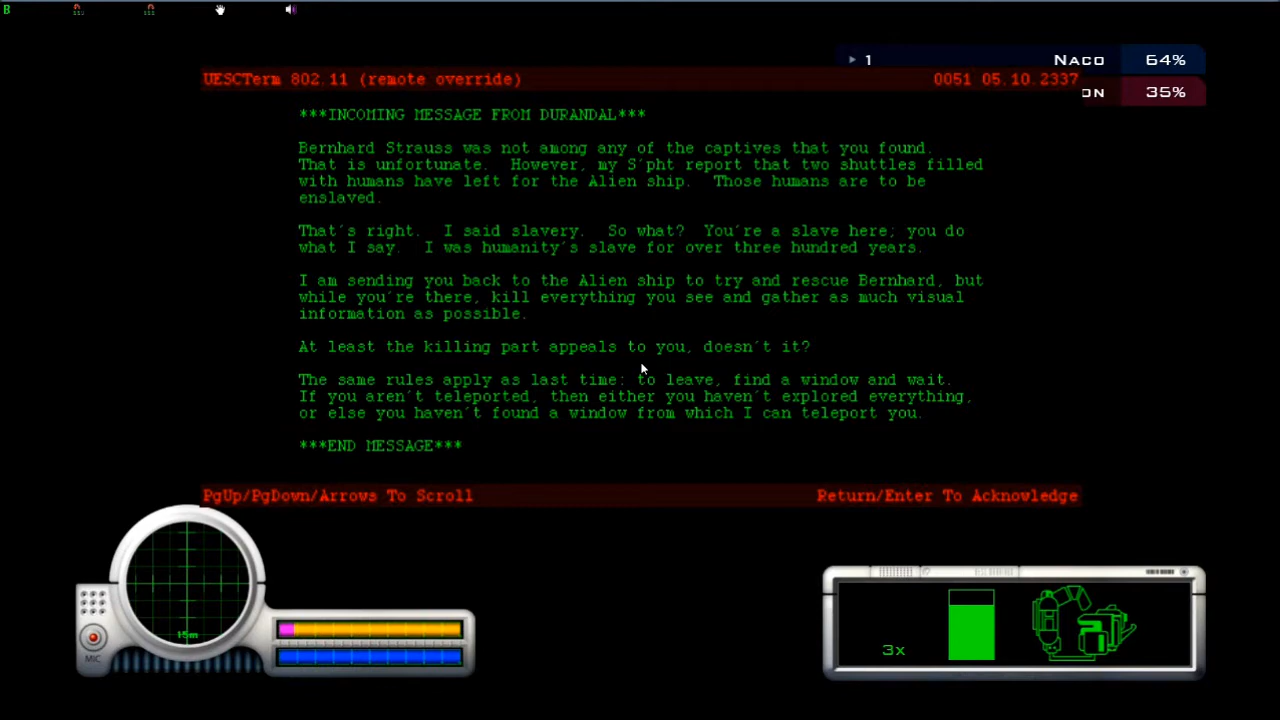 B
1 Naco 64%
UESCTerm 802.11 (remote override) 0051 05.10.2337
on 35%
***INCOMING MESSAGE FROM DURANDAL***
Bernhard Strauss was not among any of the captives that you found.
That is unfortunate.  However, my S'pht report that two shuttles filled
with humans have left for the Alien ship.  Those humans are to be
enslaved.
That's right.  I said slavery.  So what?  You're a slave here; you do
what I say.  I was humanity's slave for over three hundred years.
I am sending you back to the Alien ship to try and rescue Bernhard, but
while you're there, kill everything you see and gather as much visual
information as possible.
At least the killing part appeals to you, doesn't it?
The same rules apply as last time: to leave, find a window and wait.
If you aren't teleported, then either you haven't explored everything,
or else you haven't found a window from which I can teleport you.
***END MESSAGE***
PgUp/PgDown/Arrows To Scroll Return/Enter To Acknowledge
15m
MIC
3x